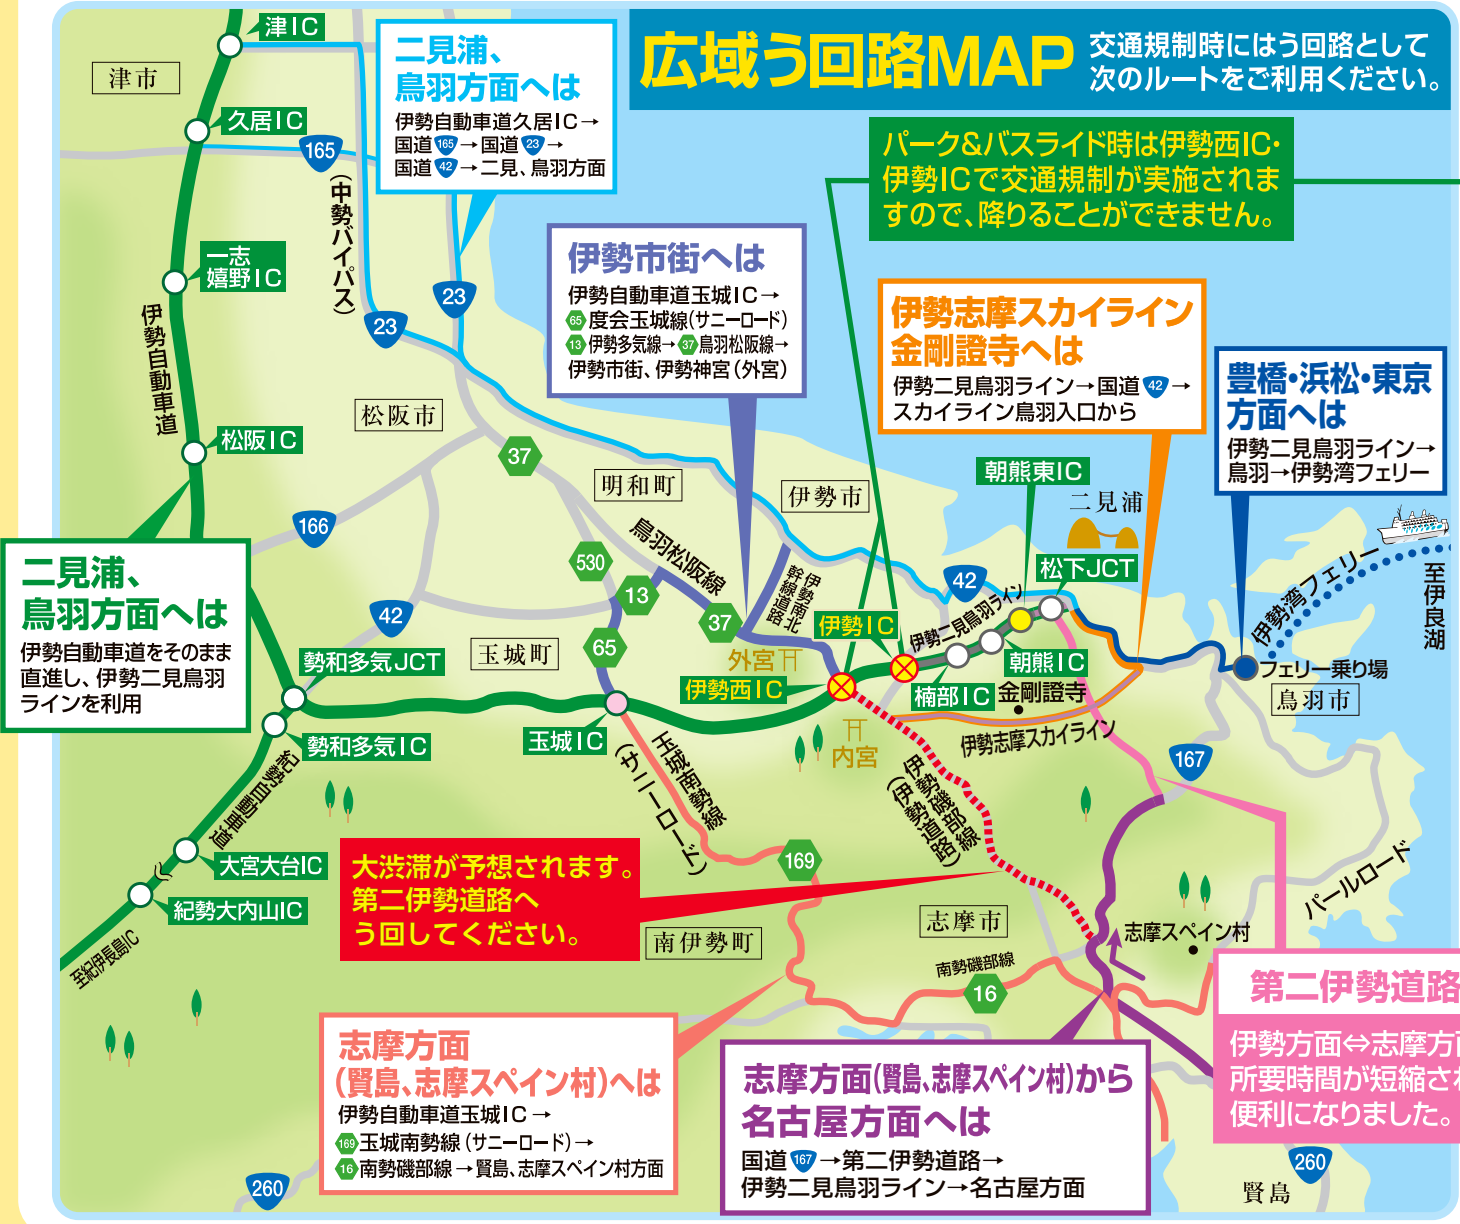 広域う回路MAP
交通規制時にはう回路として
次のルートをご利用ください。
パーク&バスライド時は伊勢西IC・
伊勢ICで交通規制が実施されま
すので、降りることができません。
二見浦、
鳥羽方面へは
伊勢自動車道久居IC→
国道165→国道23→
国道42→二見、鳥羽方面
伊勢市街へは
伊勢自動車道玉城IC→
65度会玉城線(サニーロード)
13伊勢多気線→37鳥羽松阪線→
伊勢市街、伊勢神宮(外宮)
伊勢志摩スカイライン
金剛證寺へは
伊勢二見鳥羽ライン→国道42→
スカイライン鳥羽入口から
豊橋・浜松・東京
方面へは
伊勢二見鳥羽ライン→
鳥羽→伊勢湾フェリー
二見浦、
鳥羽方面へは
伊勢自動車道をそのまま
直進し、伊勢二見鳥羽
ラインを利用
大渋滞が予想されます。
第二伊勢道路へ
う回してください。
志摩方面
(賢島、志摩スペイン村)へは
伊勢自動車道玉城IC→
169玉城南勢線(サニーロード)→
16南勢磯部線→賢島、志摩スペイン村方面
志摩方面(賢島、志摩スペイン村)から
名古屋方面へは
国道167→第二伊勢道路→
伊勢二見鳥羽ライン→名古屋方面
第二伊勢道路
伊勢方面⇔志摩方面
所要時間が短縮され
便利になりました。
津IC
津市
久居IC
165
(中勢バイパス)
一志
嬉野IC
23
23
伊勢自動車道
松阪IC
松阪市
37
明和町
伊勢市
166
530
鳥羽松阪線
13
37
65
42
玉城町
伊勢南北
幹線道路
外宮
伊勢西IC
伊勢IC
42
伊勢二見鳥羽ライン
朝熊東IC
二見浦
松下JCT
朝熊IC
楠部IC
金剛證寺
伊勢志摩スカイライン
内宮
伊勢湾フェリー
至伊良湖
フェリー乗り場
鳥羽市
勢和多気JCT
勢和多気IC
玉城IC
紀勢自動車道
大宮大台IC
紀勢大内山IC
至紀伊長島IC
玉城南勢線
(サニーロード)
伊勢磯部線
(伊勢道路)
167
169
パールロード
志摩市
志摩スペイン村
南伊勢町
南勢磯部線
16
260
260
賢島